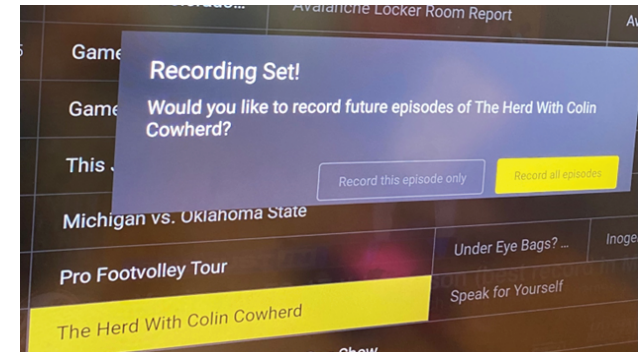 Avalanche Locker Room Report
Game
Recording Set!
Would you like to record future episodes of The Herd With Colin
Cowherd?
Game
This
Record this episode only
Record all episodes
Michigan vs. Oklahoma State
Under Eye Bags? ...
Pro Footvolley Tour
Speak for Yourself
The Herd With Colin Cowherd